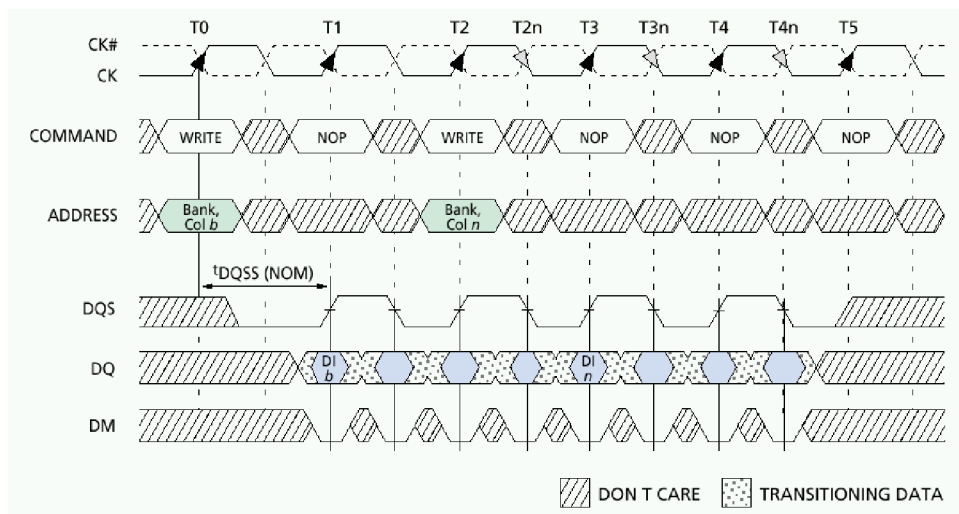 T0 T1 T2 T2n T3 T3n T4 T4n T5
CK#
CK
COMMAND WRITE NOP WRITE NOP NOP NOP
ADDRESS Bank, Col b Bank, Col n
tDQSS (NOM)
DQS
DQ DI b DI n
DM
DON T CARE TRANSITIONING DATA